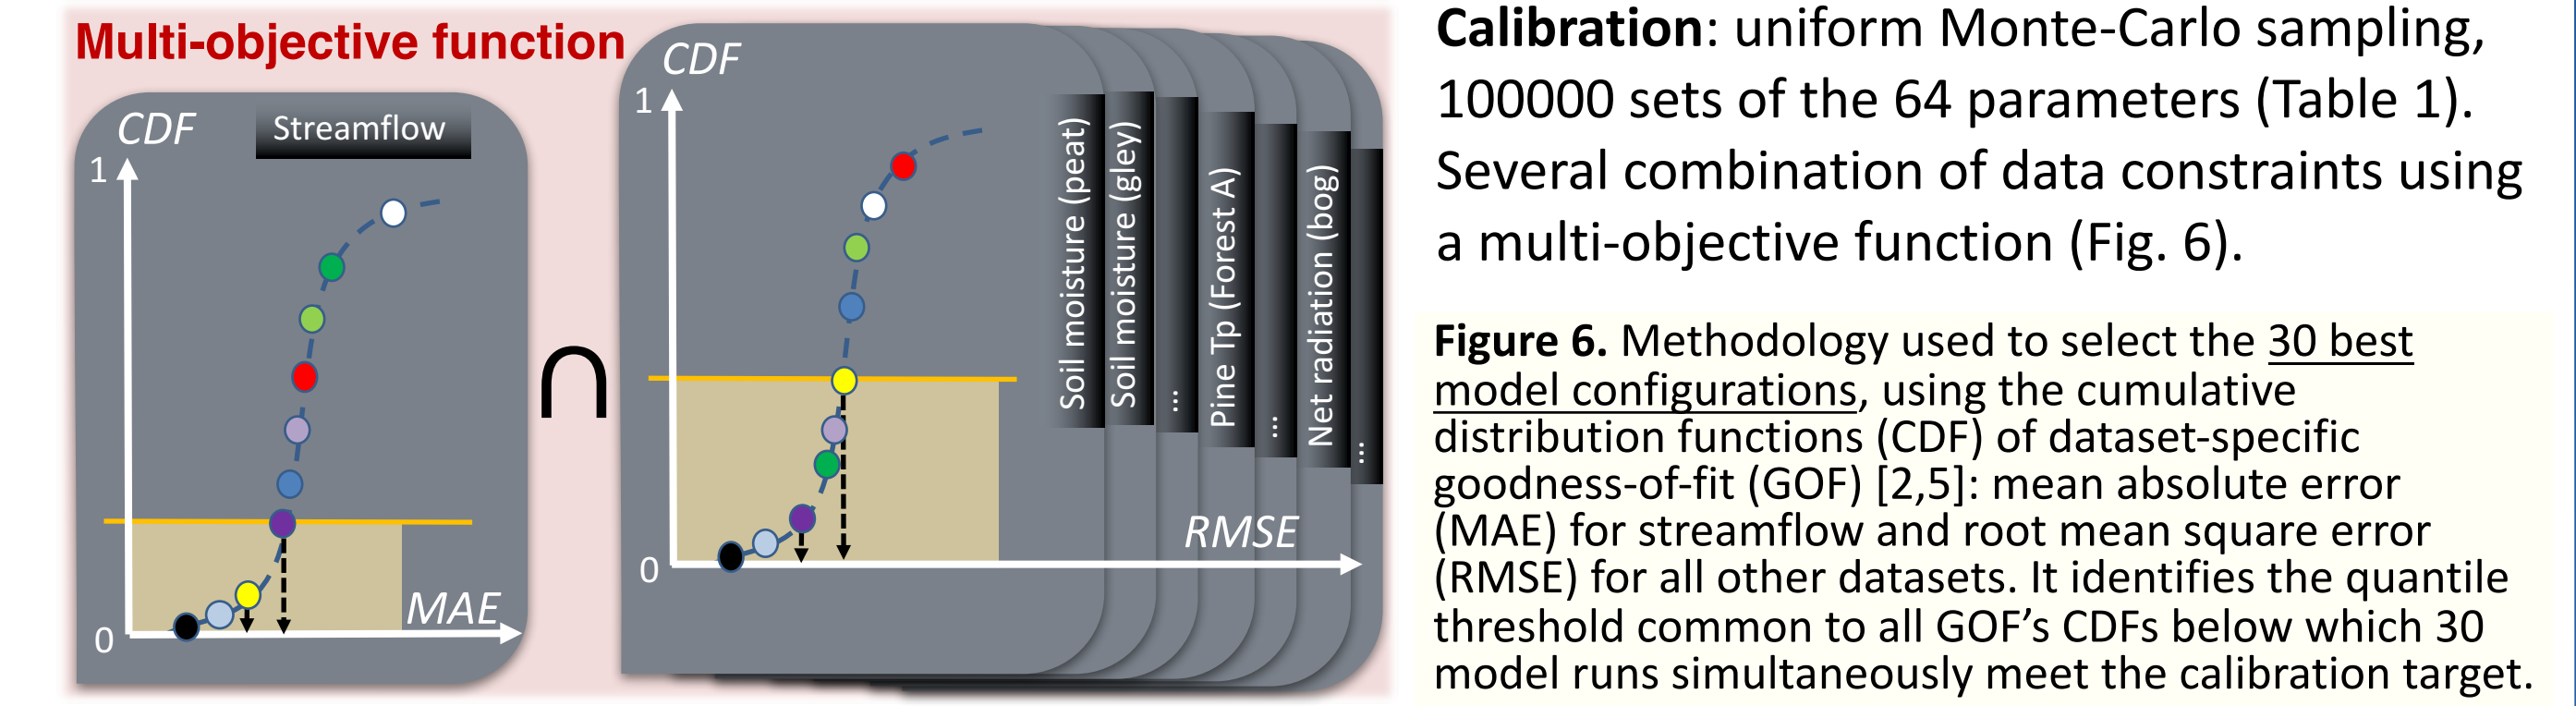 Multi-objective function
CDF
Streamflow
1
0
MAE
∩
CDF
1
0
RMSE
Soil moisture (peat)
Soil moisture (gley)
...
Pine Tp (Forest A)
...
Net radiation (bog)
...
Calibration: uniform Monte-Carlo sampling,
100000 sets of the 64 parameters (Table 1).
Several combination of data constraints using
a multi-objective function (Fig. 6).
Figure 6. Methodology used to select the 30 best
model configurations, using the cumulative
distribution functions (CDF) of dataset-specific
goodness-of-fit (GOF) [2,5]: mean absolute error
(MAE) for streamflow and root mean square error
(RMSE) for all other datasets. It identifies the quantile
threshold common to all GOF’s CDFs below which 30
model runs simultaneously meet the calibration target.